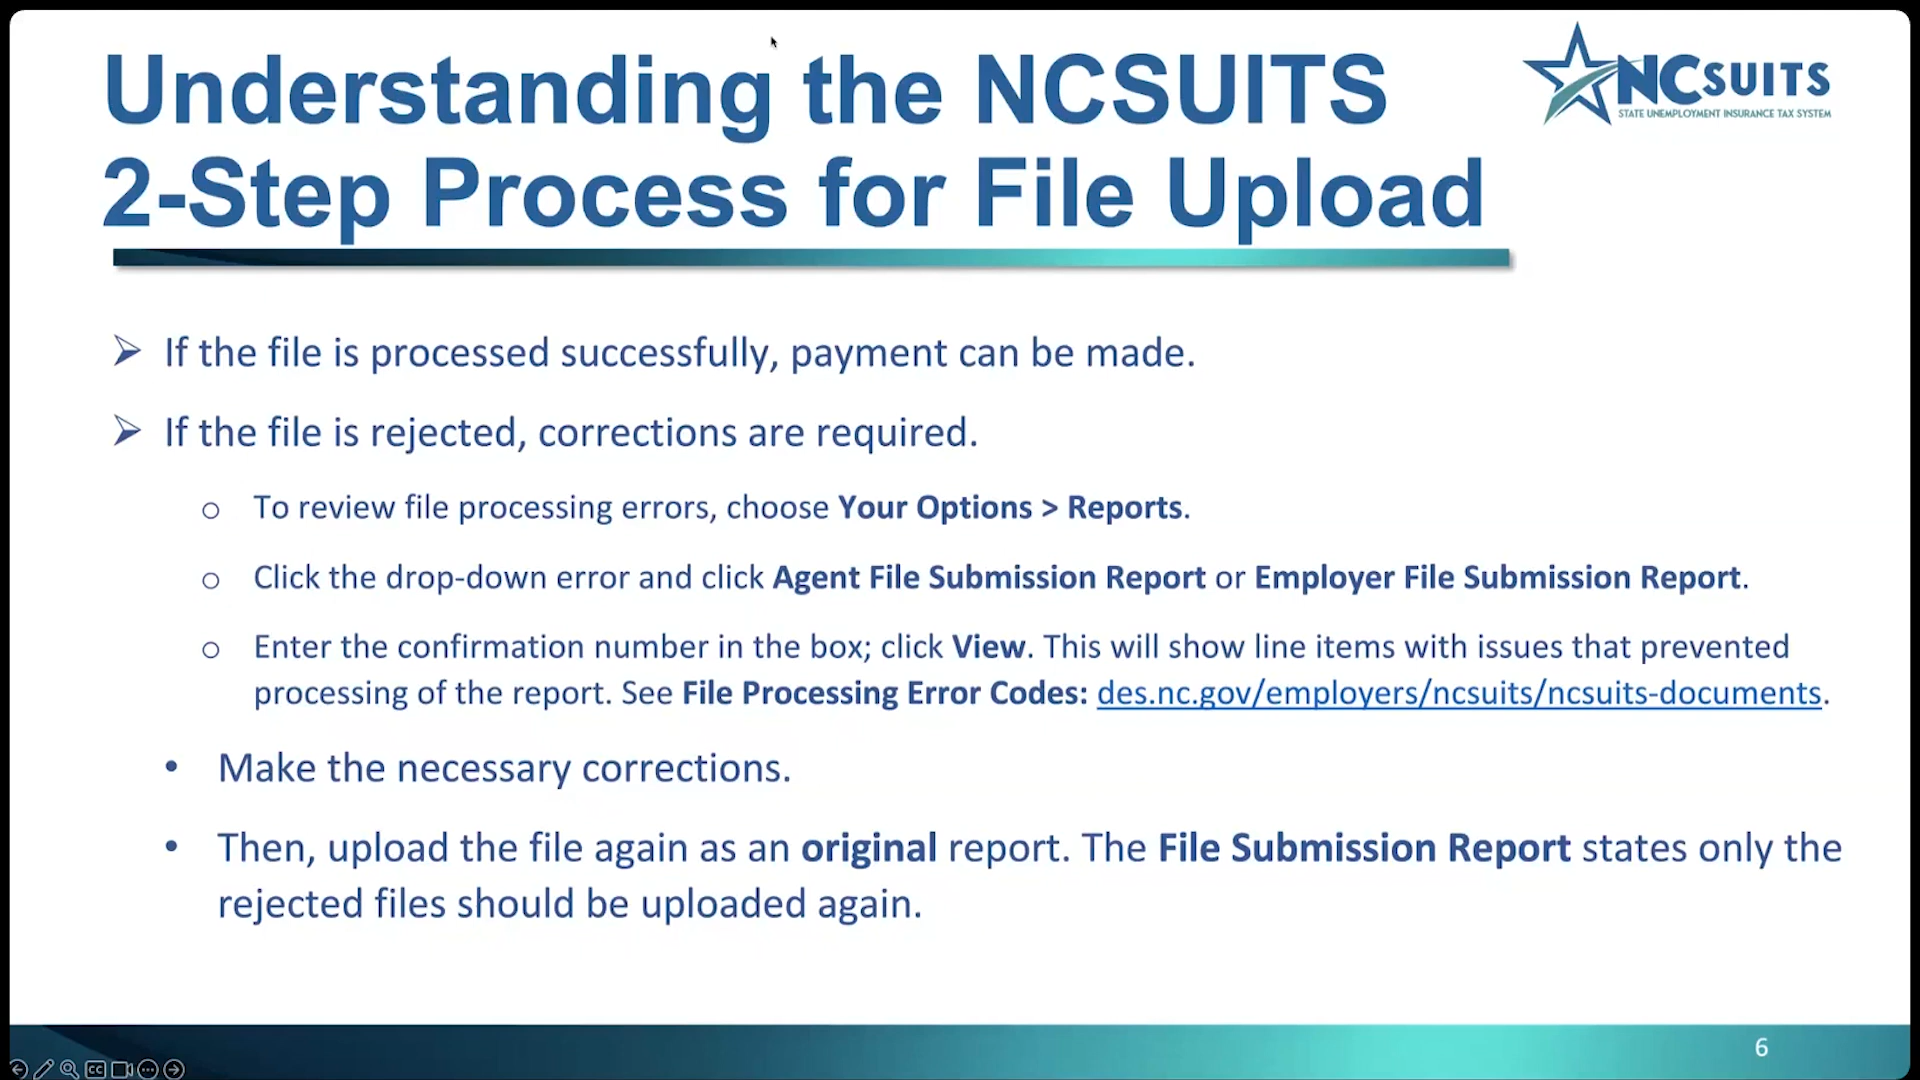 Understanding the NCSUITS
2-Step Process for File Upload
NCSUITS
STATE UNEMPLOYMENT INSURANCE TAX SYSTEM
If the file is processed successfully, payment can be made.
If the file is rejected, corrections are required.
To review file processing errors, choose Your Options > Reports.
Click the drop-down error and click Agent File Submission Report or Employer File Submission Report.
Enter the confirmation number in the box; click View. This will show line items with issues that prevented
processing of the report. See File Processing Error Codes: des.nc.gov/employers/ncsuits/ncsuits-documents.
Make the necessary corrections.
Then, upload the file again as an original report. The File Submission Report states only the
rejected files should be uploaded again.
6
CC